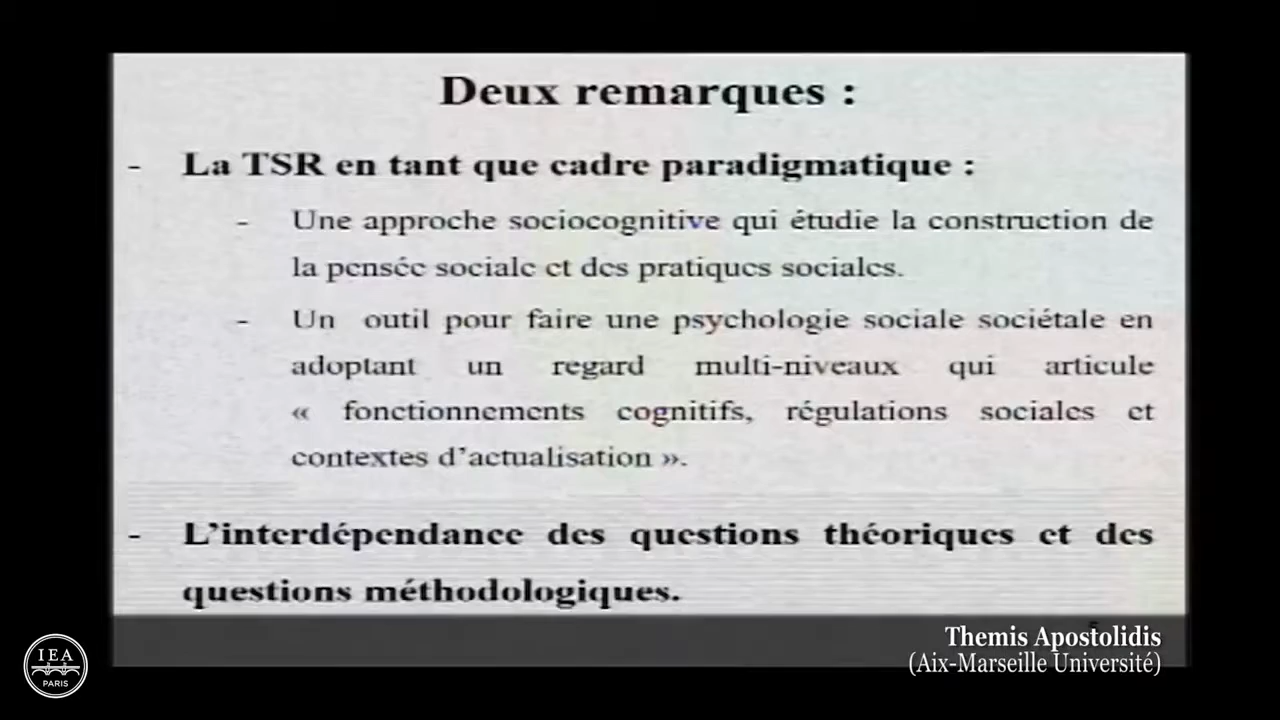 Deux remarques :
- La TSR en tant que cadre paradigmatique :
- Une approche sociocognitive qui étudie la construction de
la pensée sociale et des pratiques sociales.
- Un outil pour faire une psychologie sociale sociétale en
adoptant un regard multi-niveaux qui articule
« fonctionnements cognitifs, régulations sociales et
contextes d’actualisation ».
- L’interdépendance des questions théoriques et des
questions méthodologiques.
Themis Apostolidis
(Aix-Marseille Université)
IEA
PARIS